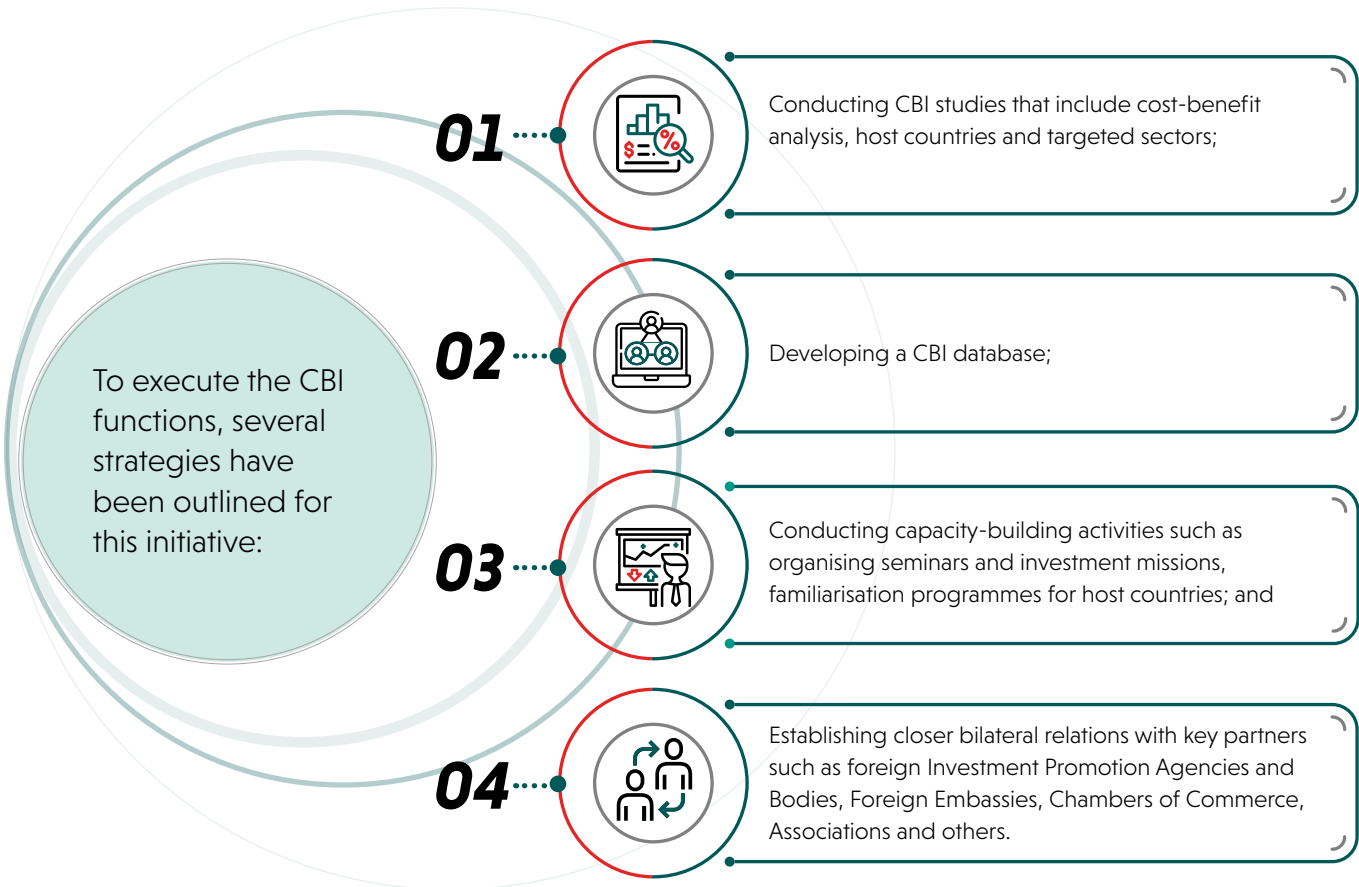 To execute the CBI
functions, several
strategies have
been outlined for
this initiative:
01
$
%
Conducting CBI studies that include cost-benefit
analysis, host countries and targeted sectors;
02
Developing a CBI database;
03
Conducting capacity-building activities such as
organising seminars and investment missions,
familiarisation programmes for host countries; and
04
Establishing closer bilateral relations with key partners
such as foreign Investment Promotion Agencies and
Bodies, Foreign Embassies, Chambers of Commerce,
Associations and others.